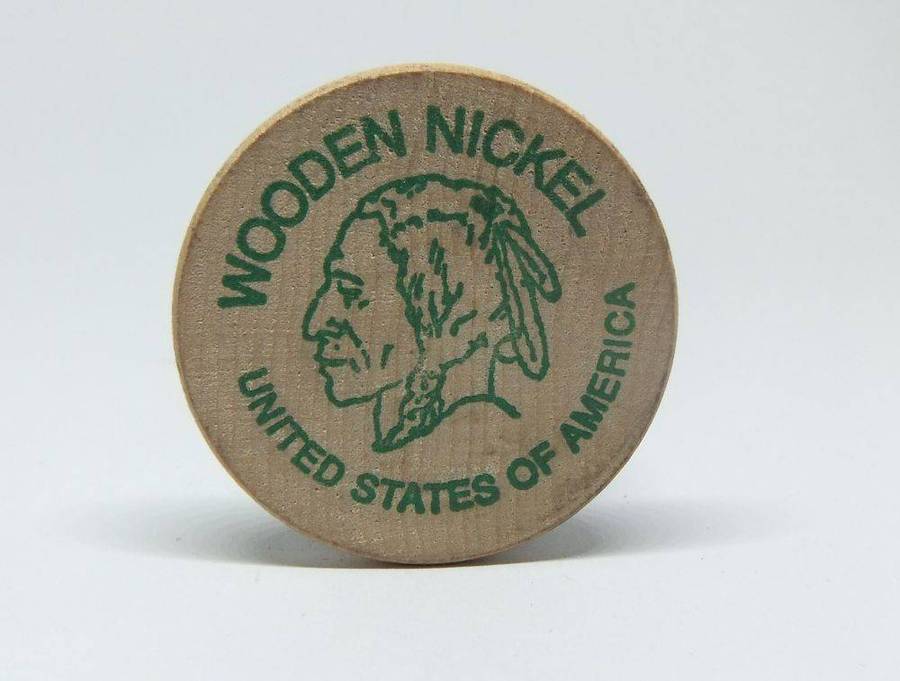 WOODEN NICKEL
UNITED STATES OF AMERICA